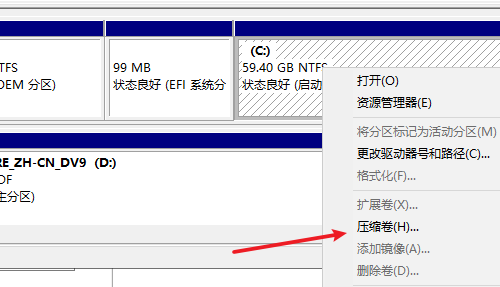 (C:)
TFS
99 MB
59.40 GB NTFS
DEM 分区)
状态良好 (EFI 系统分
状态良好 (启动
RE_ZH-CN_DV9 (D:)
DF
主分区)
打开(O)
资源管理器(E)
将分区标记为活动分区(M)
更改驱动器号和路径(C)...
格式化(F)...
扩展卷(X)...
压缩卷(H)...
添加镜像(A)...
删除卷(D)...